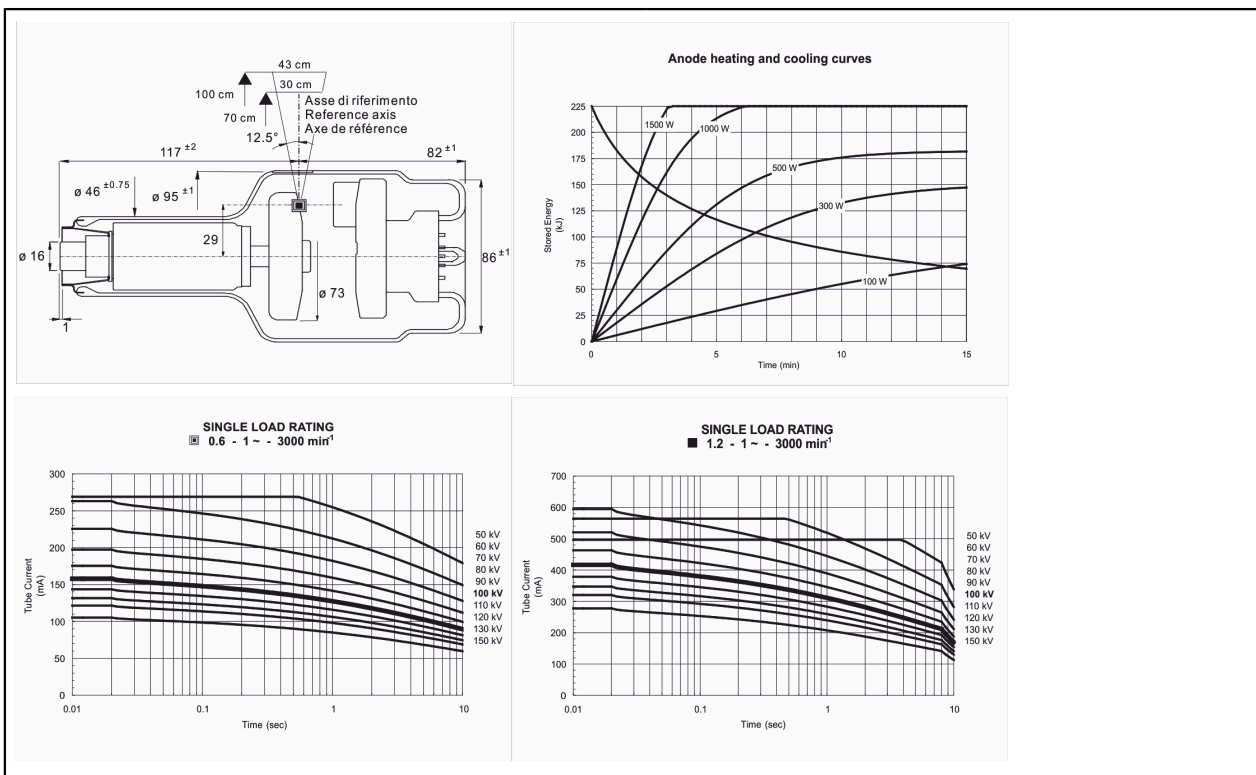 43 cm
100 cm
30 cm
70 cm
Asse di riferimento
Reference axis
Axe de référence
12.5°
117 ±2
82 ±1
ø 46 ±0.75
ø 95 ±1
ø 16
29
86 ±1
ø 73
1
Anode heating and cooling curves
Stored Energy
(kJ)
225
200
175
150
125
100
75
50
25
0
1500 W
1000 W
500 W
300 W
100 W
0
5
10
15
Time (min)
SINGLE LOAD RATING
0.6 - 1 ~ - 3000 min-1
Tube Current
(mA)
300
250
200
150
100
50
0
50 kV
60 kV
70 kV
80 kV
90 kV
100 kV
110 kV
120 kV
130 kV
150 kV
0.01
0.1
1
10
Time (sec)
SINGLE LOAD RATING
1.2 - 1 ~ - 3000 min-1
Tube Current
(mA)
700
600
500
400
300
200
100
0
50 kV
60 kV
70 kV
80 kV
90 kV
100 kV
110 kV
120 kV
130 kV
150 kV
0.01
0.1
1
10
Time (sec)